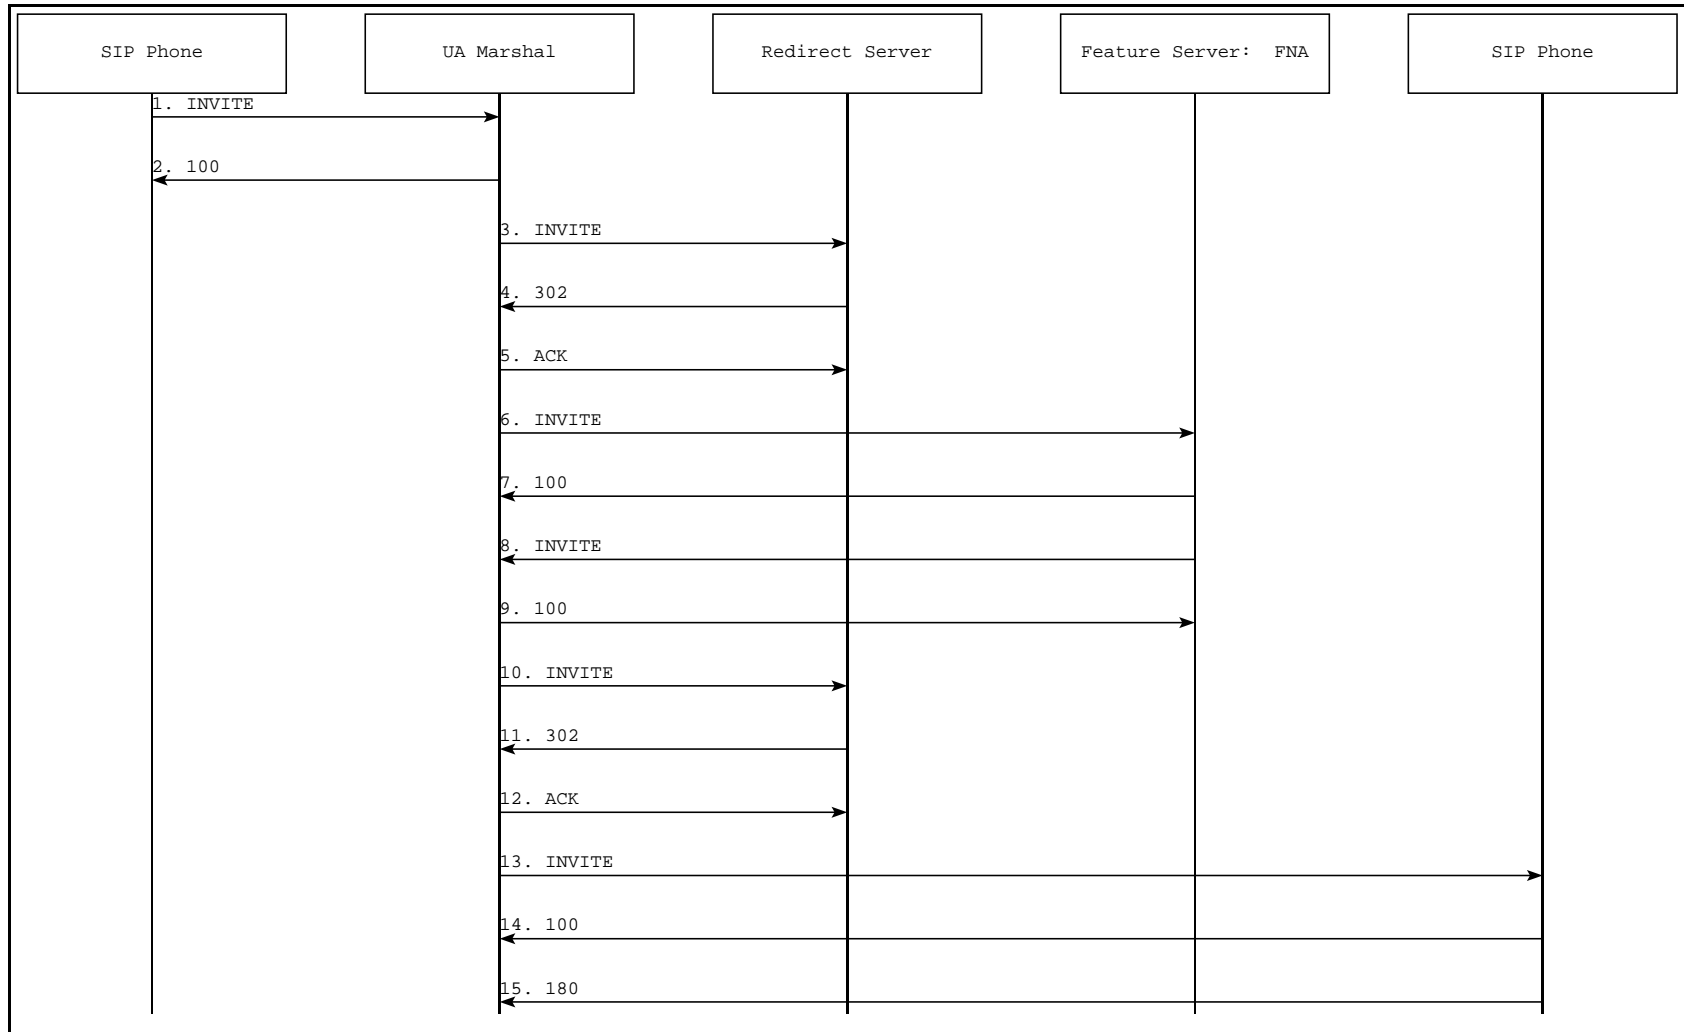 SIP Phone
UA Marshal
Redirect Server
Feature Server:  FNA
SIP Phone
1. INVITE
2. 100
3. INVITE
4. 302
5. ACK
6. INVITE
7. 100
8. INVITE
9. 100
10. INVITE
11. 302
12. ACK
13. INVITE
14. 100
15. 180